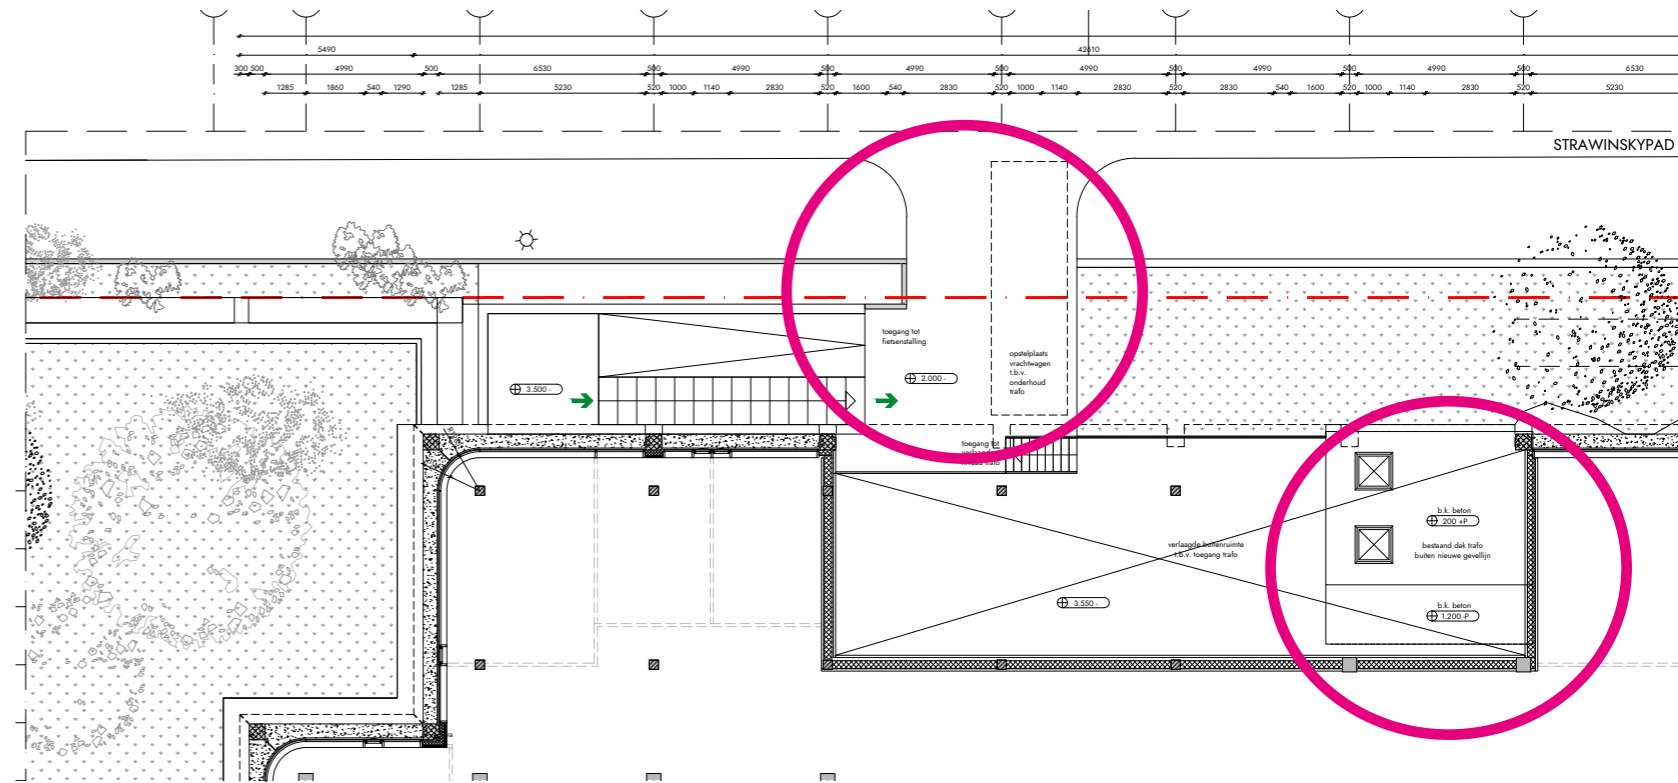 5490 42610
300 500 4990 500 6530 500 4990 500 4990 500 4990 500 4990 500 4990 500 6530
1285 1860 540 1290 1285 5230 520 1000 1140 2830 520 1600 540 2830 520 1000 1140 2830 520 2830 540 1600 520 1000 1140 2830 520 5230
STRAWINSKYPAD
toegang tot
fietsenstalling
3.500 -
2.000 -
opstelplaats
vrachtwagen
t.b.v.
onderhoud
trafo
toegang tot
trafo
verlaagde buitenruimte
t.b.v. toegang trafo
3.550 -
b.k. beton
200 +P
bestaand dak trafo
buiten nieuwe gevellijn
b.k. beton
1.200 -P